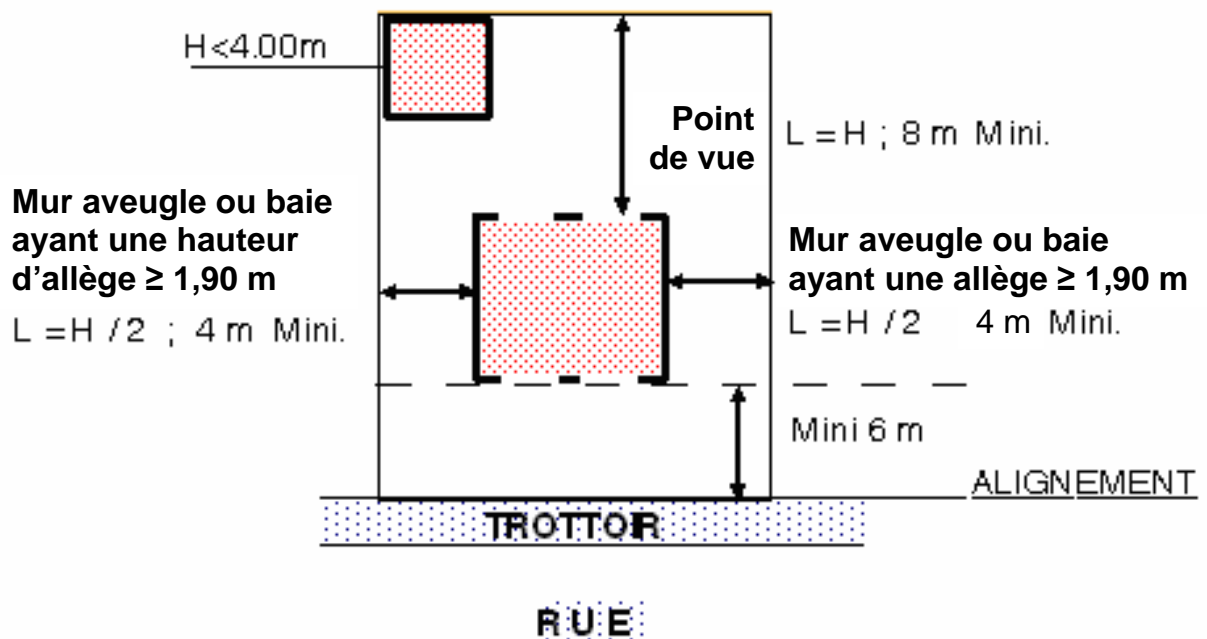 H<4.00m
Point
de vue
L = H ; 8 m Mini.
Mur aveugle ou baie
ayant une hauteur
d’allège ≥ 1,90 m
L = H / 2 ; 4 m Mini.
Mur aveugle ou baie
ayant une allège ≥ 1,90 m
L = H / 2 4 m Mini.
Mini 6 m
ALIGNEMENT
TROTTOIR
RUE